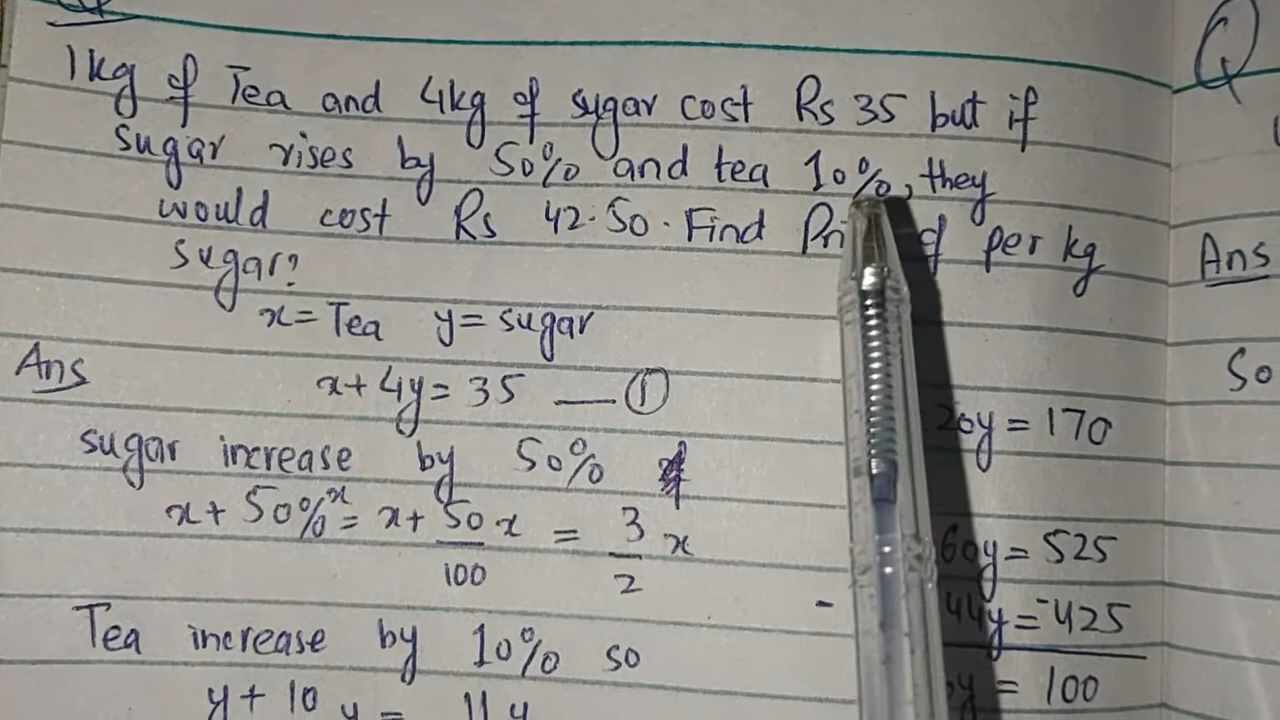 1kg of Tea and 4kg of sugar cost Rs 35 but if
sugar rises by 50% and tea 10%, they
would cost Rs 42.50. Find of per kg
sugar?
x = Tea y = sugar
Ans x + 4y = 35 — ①
sugar increase by 50%
x + 50%x = x + 50/100 x = 3/2 x
Tea increase by 10% so
y + 10 y = 11y
20y = 170
60y = 525
- 44y = -425
y = 100
Q
Ans
So